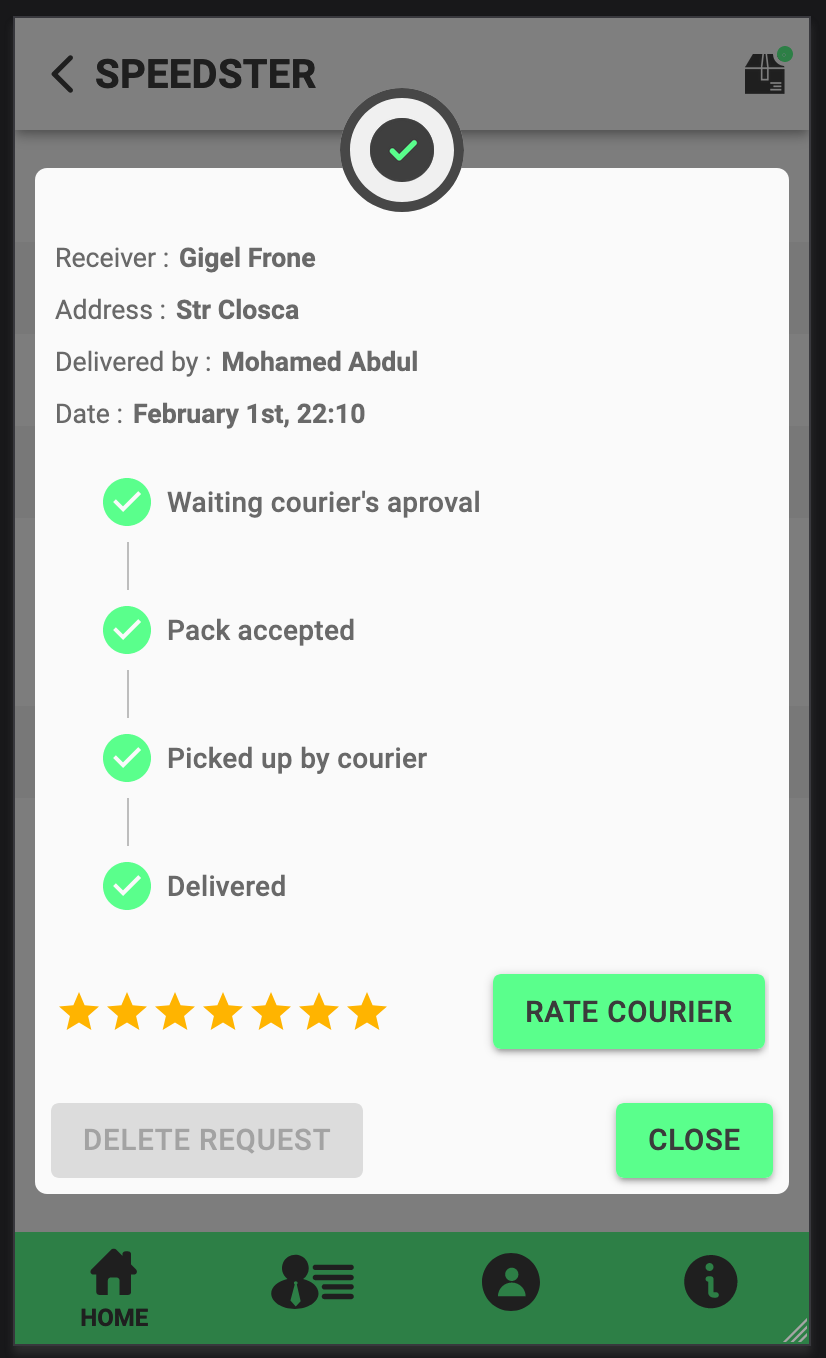 SPEEDSTER
Receiver : Gigel Frone
Address : Str Closca
Delivered by : Mohamed Abdul
Date : February 1st, 22:10
Waiting courier's aproval
Pack accepted
Picked up by courier
Delivered
RATE COURIER
DELETE REQUEST
CLOSE
HOME